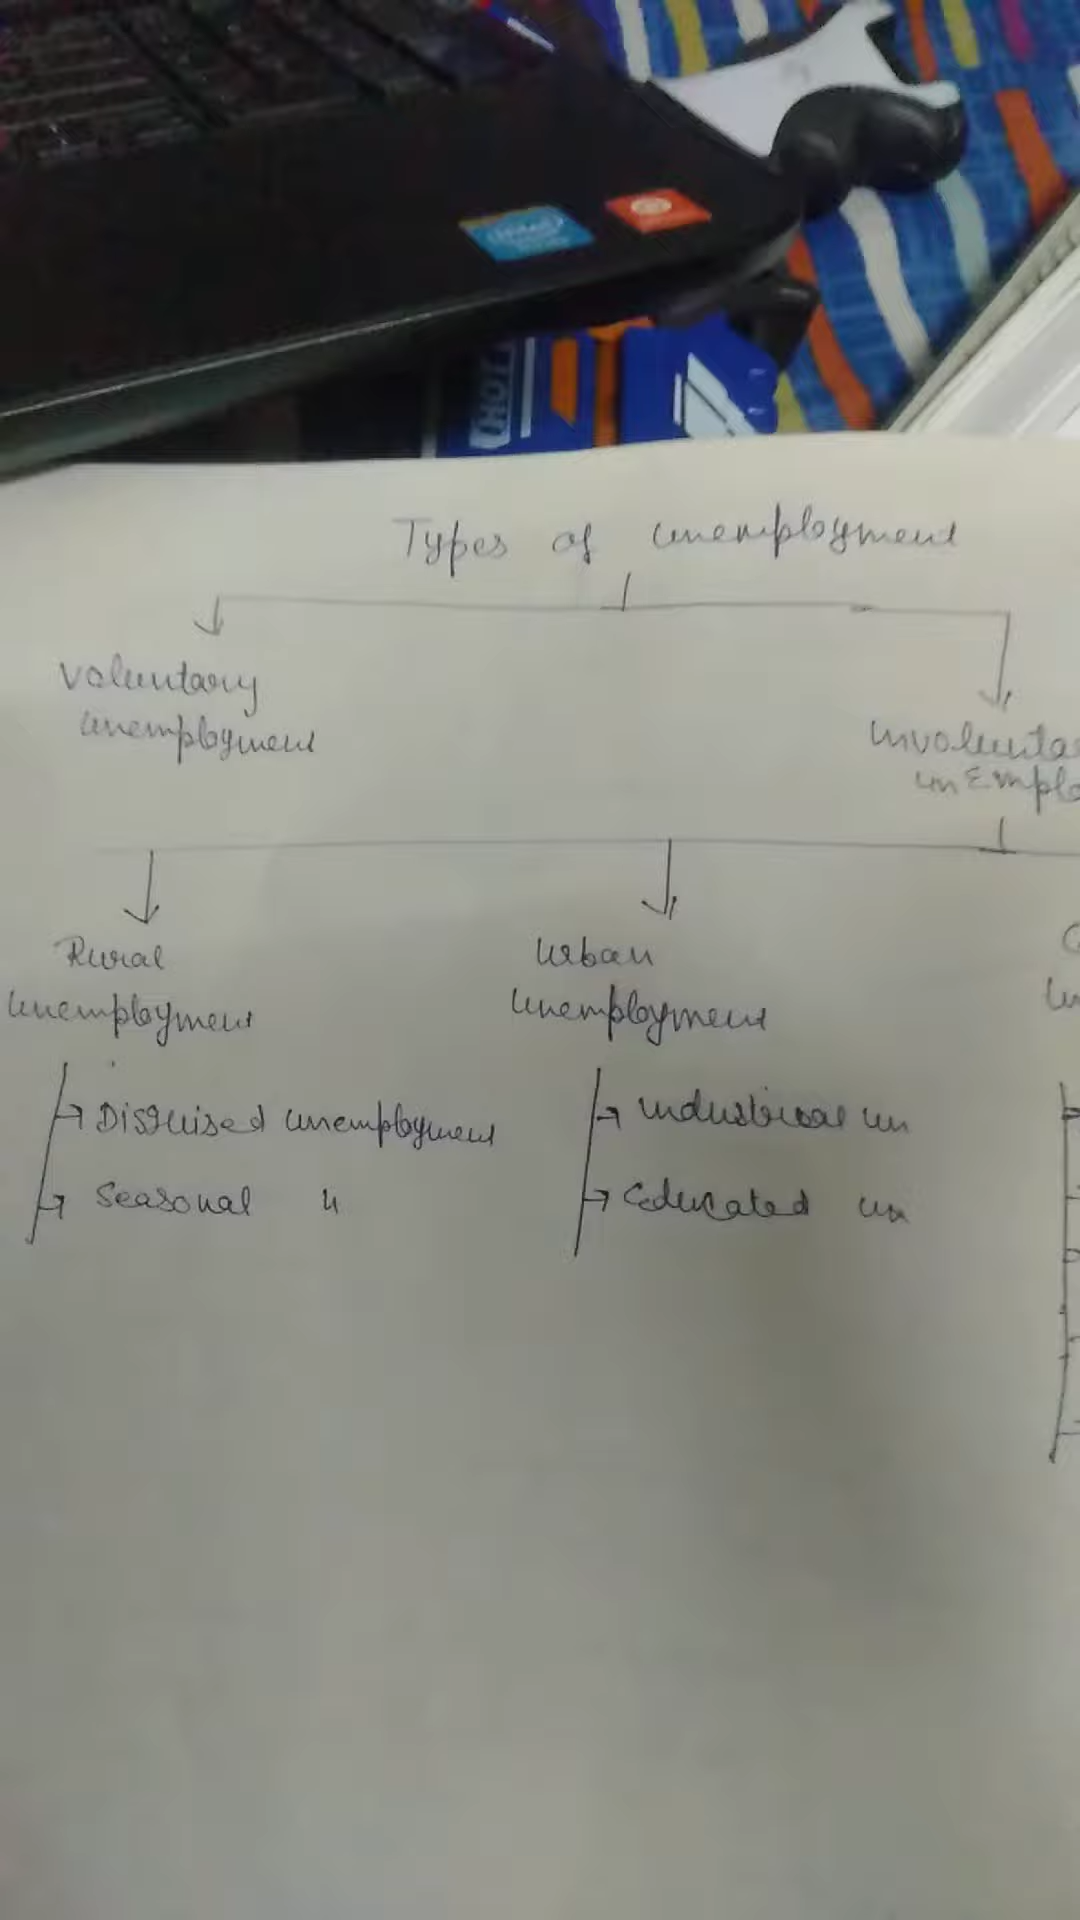 Types of unemployment
Voluntary
unemployment
involunta
unEmplo
Rural
unemployment
urban
unemployment
Disguised unemployment
Seasonal "
industrial un
Educated un